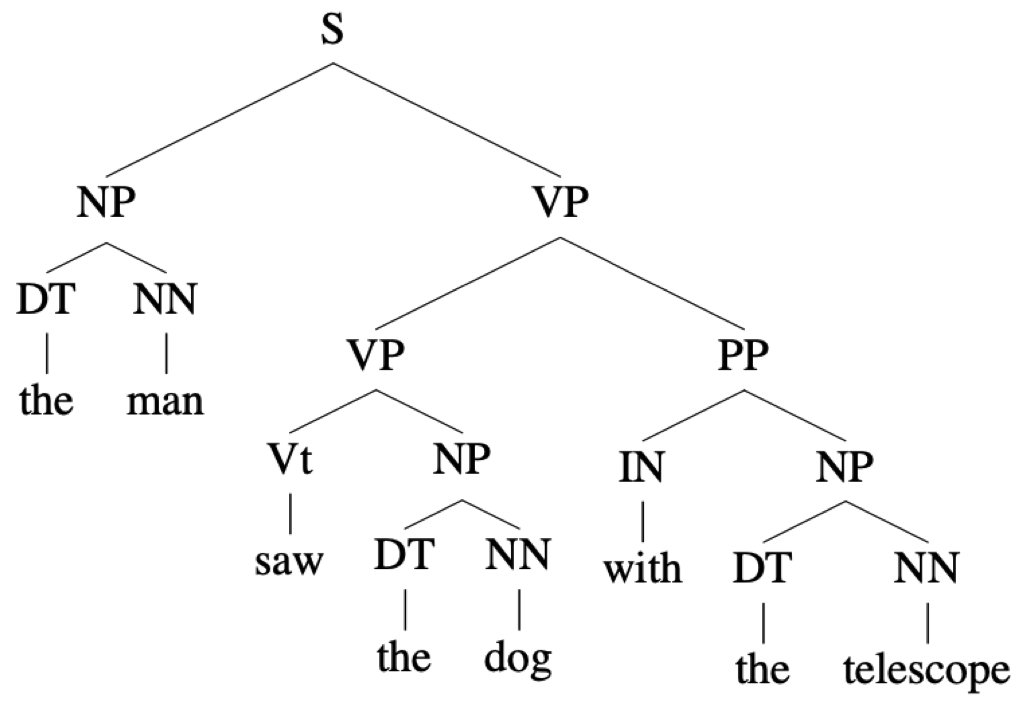 S
NP VP
DT NN
the man
VP PP
Vt NP IN NP
saw DT NN with DT NN
the dog the telescope